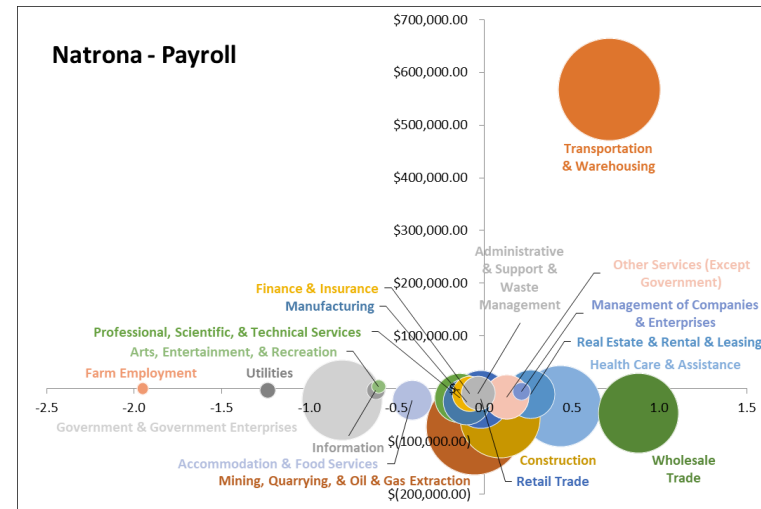 Natrona - Payroll
$700,000.00
$600,000.00
$500,000.00
$400,000.00
$300,000.00
$200,000.00
$100,000.00
$-
$(100,000.00)
$(200,000.00)
-2.5
-2.0
-1.5
-1.0
-0.5
0.0
0.5
1.0
1.5
Transportation
& Warehousing
Administrative
& Support &
Waste
Management
Other Services (Except
Government)
Finance & Insurance
Manufacturing
Management of Companies
& Enterprises
Professional, Scientific, & Technical Services
Real Estate & Rental & Leasing
Arts, Entertainment, & Recreation
Health Care & Assistance
Farm Employment
Utilities
Government & Government Enterprises
Information
Accommodation & Food Services
Construction
Wholesale
Trade
Mining, Quarrying, & Oil & Gas Extraction
Retail Trade